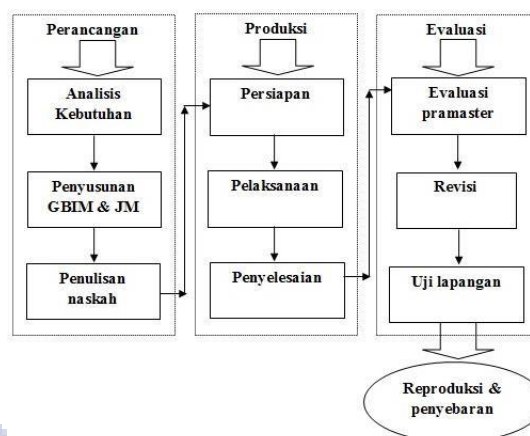 Perancangan
Analisis
Kebutuhan
Penyusunan
GBIM & JM
Penulisan
naskah
Produksi
Persiapan
Pelaksanaan
Penyelesaian
Evaluasi
Evaluasi
pramaster
Revisi
Uji lapangan
Reproduksi &
penyebaran